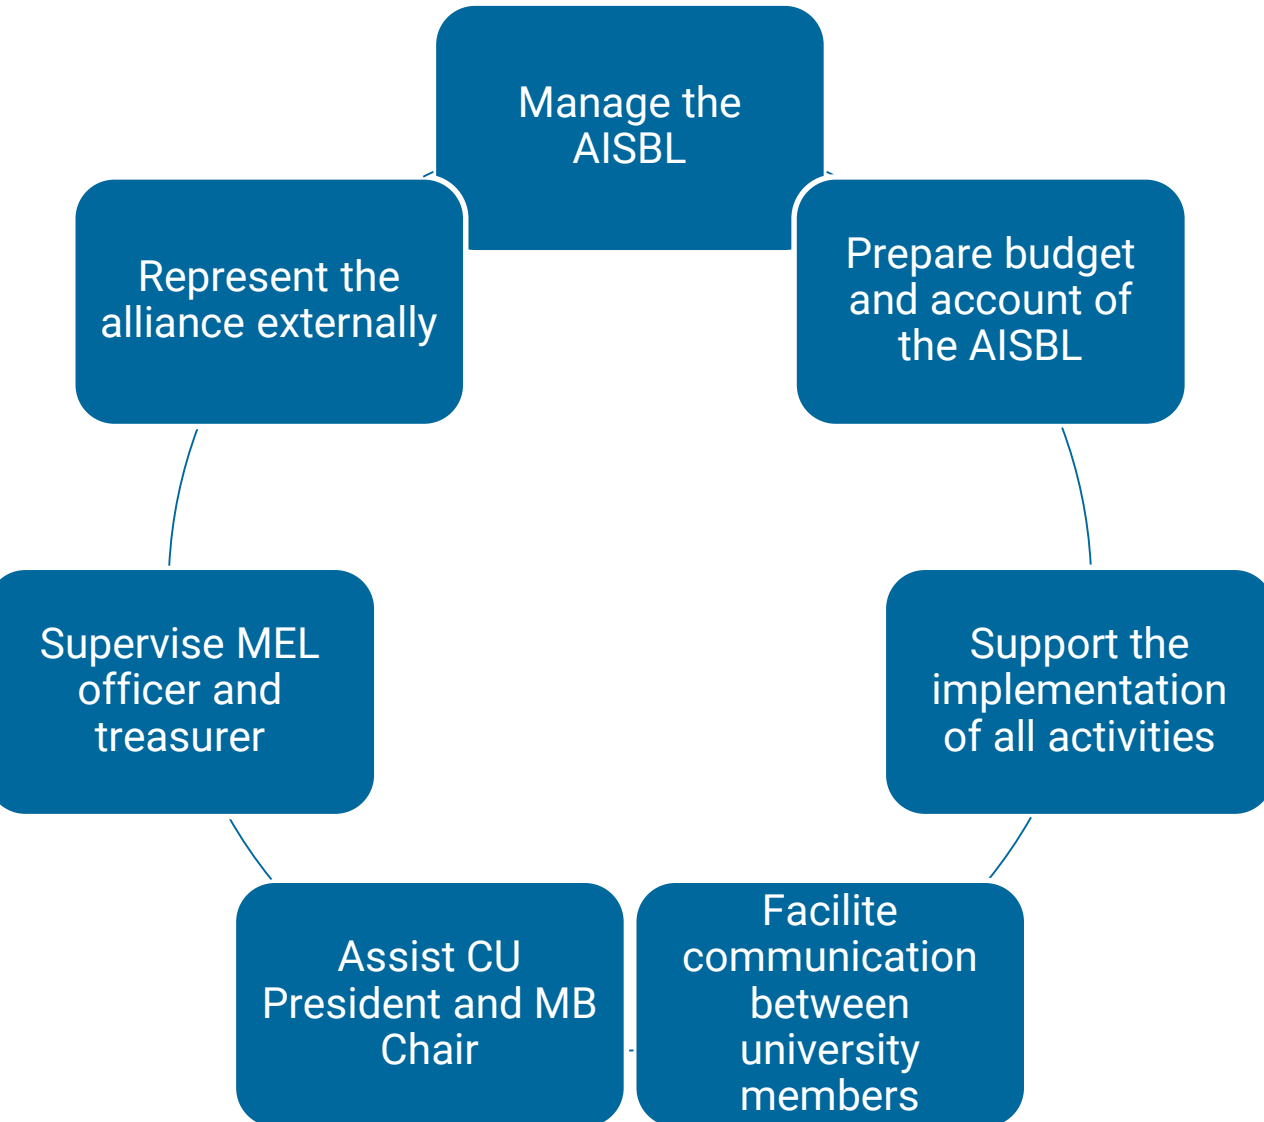 Manage the
AISBL
Prepare budget
and account of
the AISBL
Support the
implementation
of all activities
Facilite
communication
between
university
members
Assist CU
President and MB
Chair
Supervise MEL
officer and
treasurer
Represent the
alliance externally